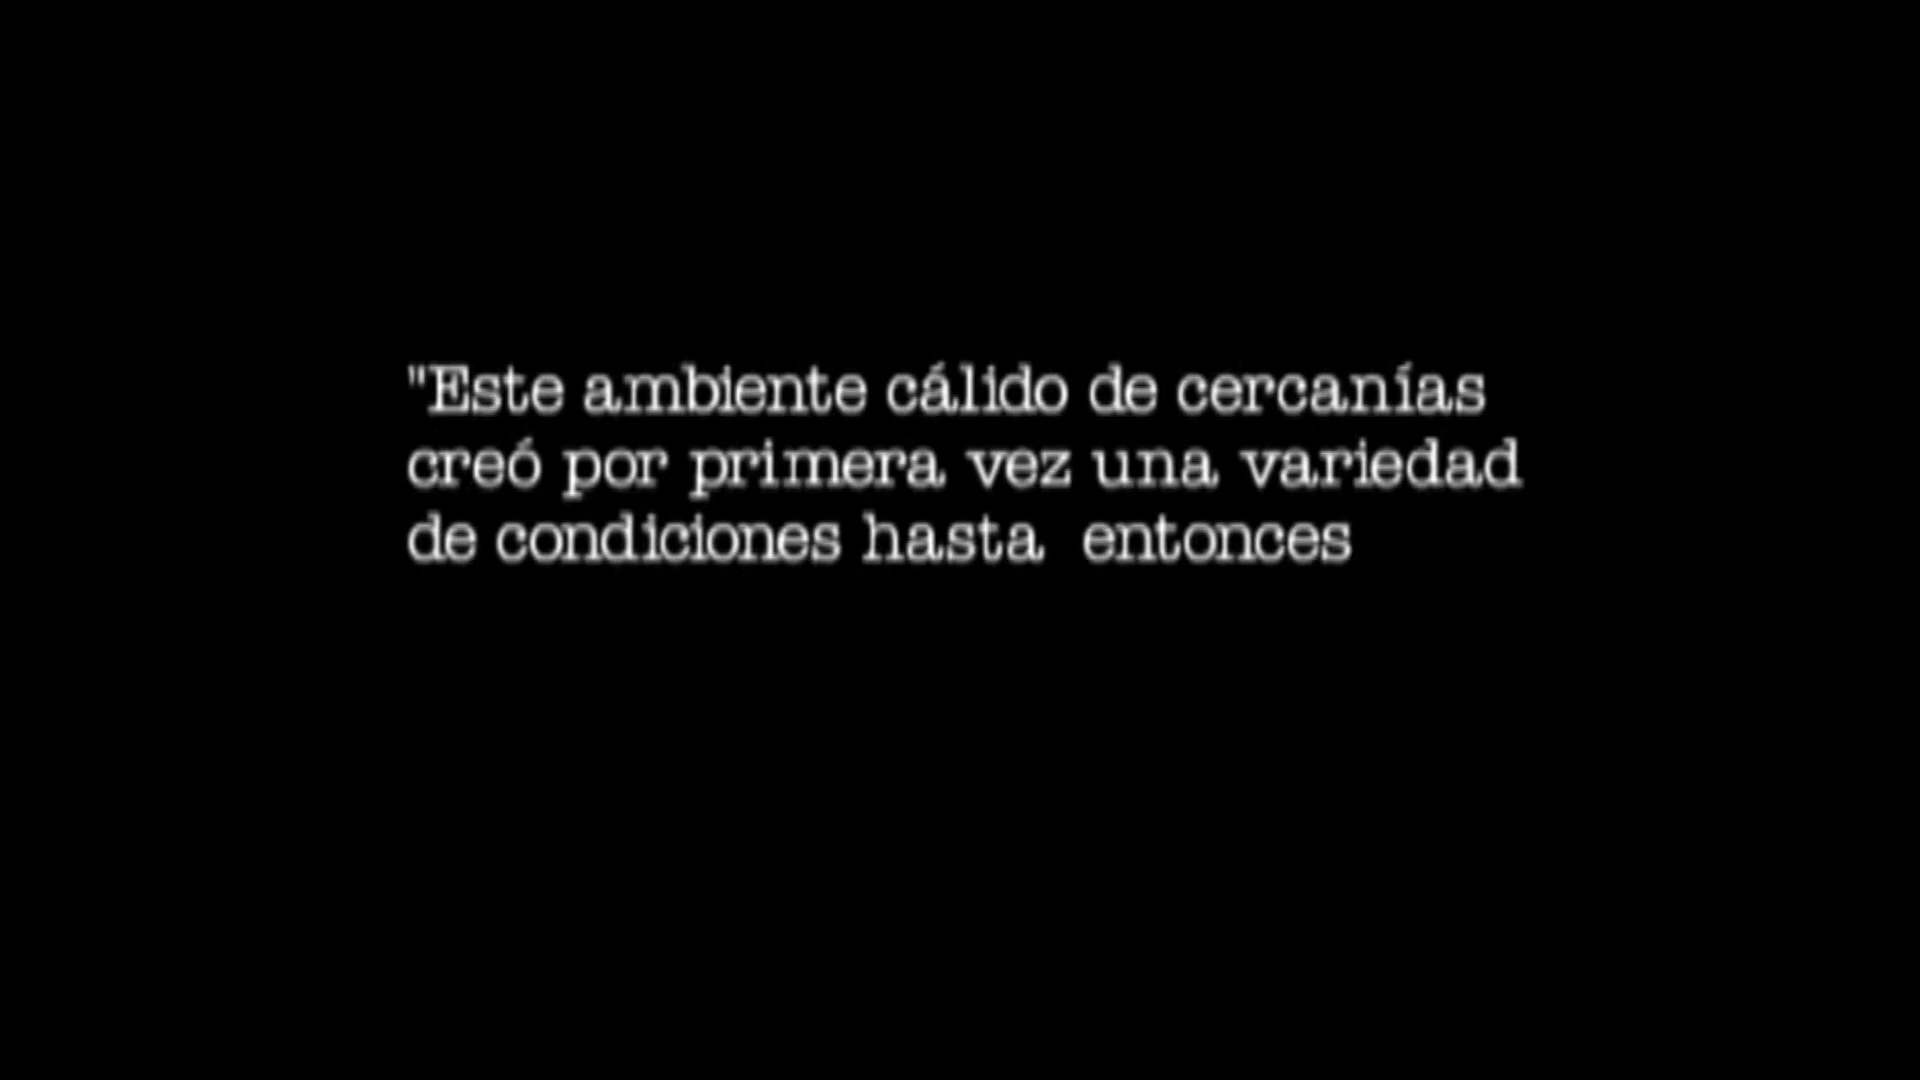 "Este ambiente cálido de cercanías
creó por primera vez una variedad
de condiciones hasta  entonces